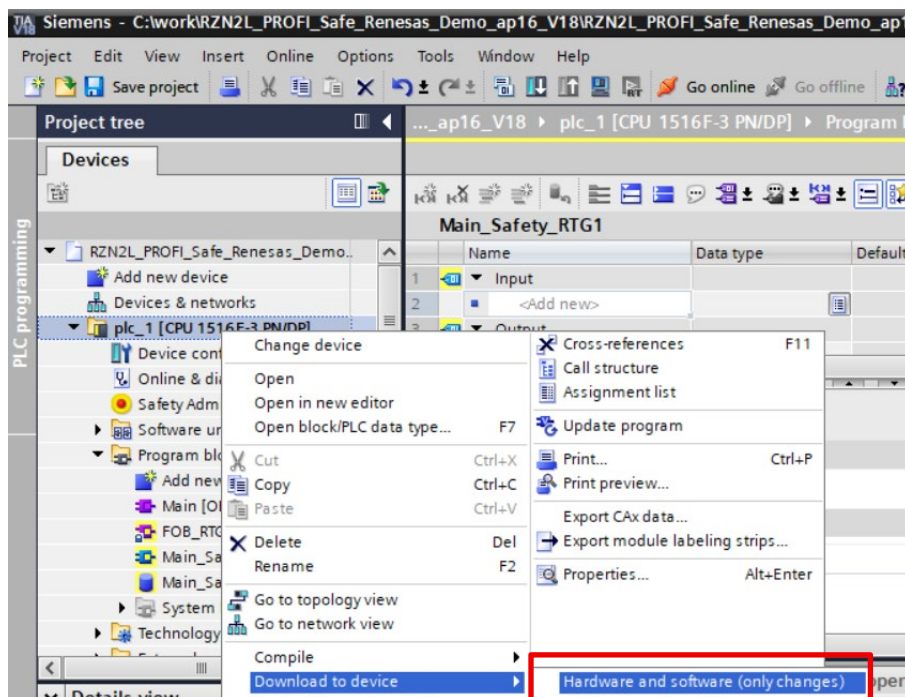 Siemens - C:\work\RZN2L_PROFI_Safe_Renesas_Demo_ap16_V18\RZN2L_PROFI_Safe_Renesas_Demo_ap1
Project Edit View Insert Online Options Tools Window Help
Save project Go online Go offline
Project tree
..._ap16_V18 ▸ plc_1 [CPU 1516F-3 PN/DP] ▸ Program
Devices
PLC programming
Main_Safety_RTG1
Name Data type Default
RZN2L_PROFI_Safe_Renesas_Demo..
1 Input
Add new device
2 <Add new>
Devices & networks
3 Output
plc_1 [CPU 1516F-3 PN/DP]
Device conf
Online & dia
Safety Adm
Software un
Program blo
Add new
Main [O
FOB_RTG
Main_Sa
Main_Sa
System
Technology
Details view
Change device
Open
Open in new editor
Open block/PLC data type... F7
Cut Ctrl+X
Copy Ctrl+C
Paste Ctrl+V
Delete Del
Rename F2
Go to topology view
Go to network view
Compile
Download to device
Cross-references F11
Call structure
Assignment list
Update program
Print... Ctrl+P
Print preview...
Export CAx data...
Export module labeling strips...
Properties... Alt+Enter
Hardware and software (only changes)